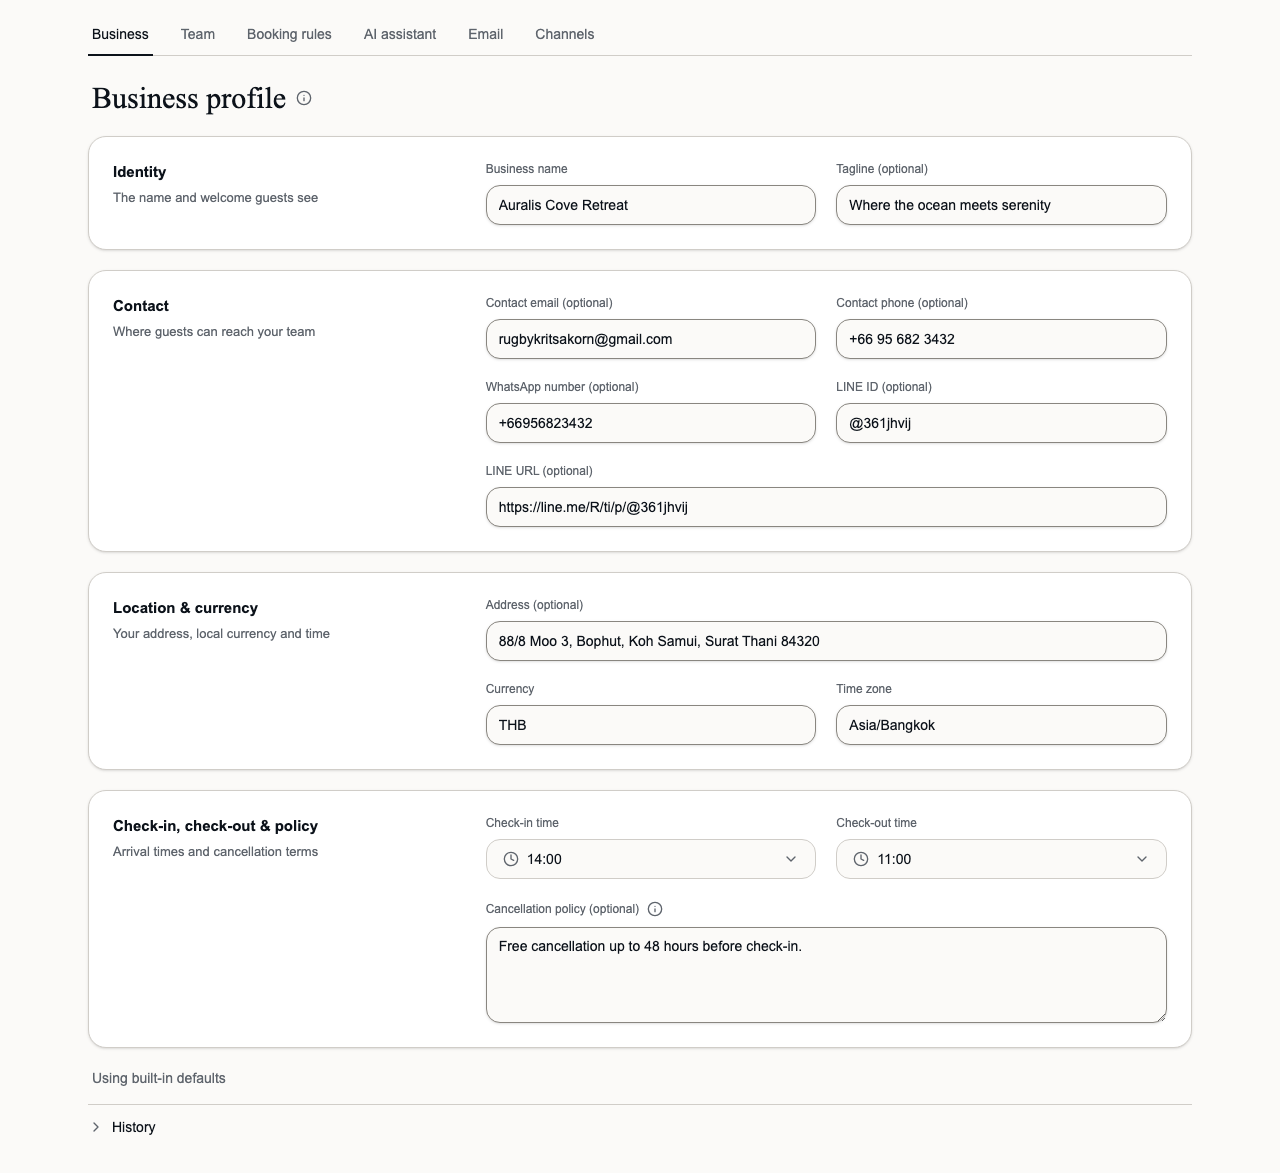 Business
Team
Booking rules
AI assistant
Email
Channels
Business profile
Identity
The name and welcome guests see
Business name
Auralis Cove Retreat
Tagline (optional)
Where the ocean meets serenity
Contact
Where guests can reach your team
Contact email (optional)
rugbykritsakorn@gmail.com
Contact phone (optional)
+66 95 682 3432
WhatsApp number (optional)
+66956823432
LINE ID (optional)
@361jhvij
LINE URL (optional)
https://line.me/R/ti/p/@361jhvij
Location & currency
Your address, local currency and time
Address (optional)
88/8 Moo 3, Bophut, Koh Samui, Surat Thani 84320
Currency
THB
Time zone
Asia/Bangkok
Check-in, check-out & policy
Arrival times and cancellation terms
Check-in time
14:00
Check-out time
11:00
Cancellation policy (optional)
Free cancellation up to 48 hours before check-in.
Using built-in defaults
History